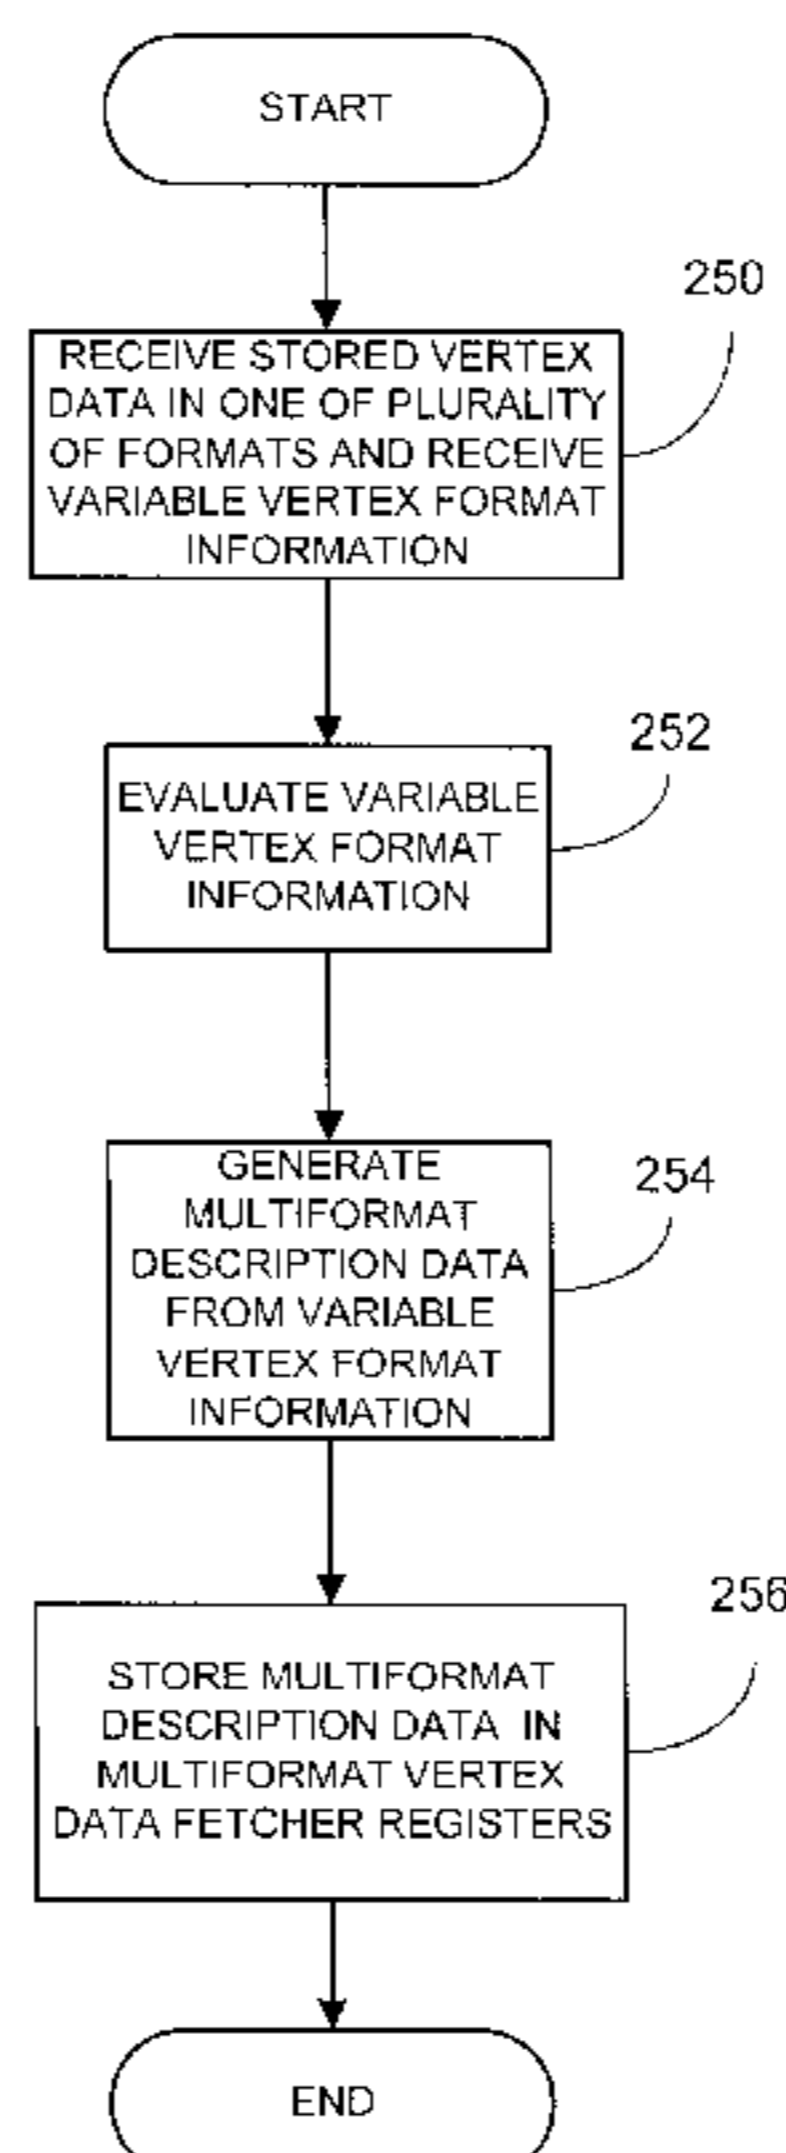 START
250
RECEIVE STORED VERTEX
DATA IN ONE OF PLURALITY
OF FORMATS AND RECEIVE
VARIABLE VERTEX FORMAT
INFORMATION
252
EVALUATE VARIABLE
VERTEX FORMAT
INFORMATION
254
GENERATE
MULTIFORMAT
DESCRIPTION DATA
FROM VARIABLE
VERTEX FORMAT
INFORMATION
256
STORE MULTIFORMAT
DESCRIPTION DATA IN
MULTIFORMAT VERTEX
DATA FETCHER REGISTERS
END